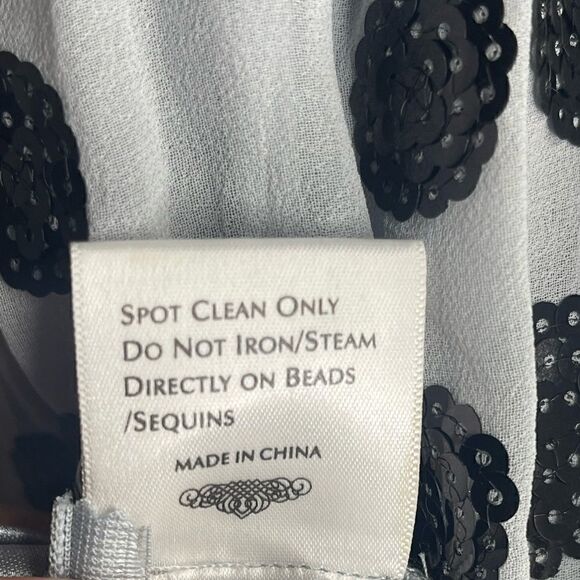 SPOT CLEAN ONLY
DO NOT IRON/STEAM
DIRECTLY ON BEADS
/SEQUINS
MADE IN CHINA